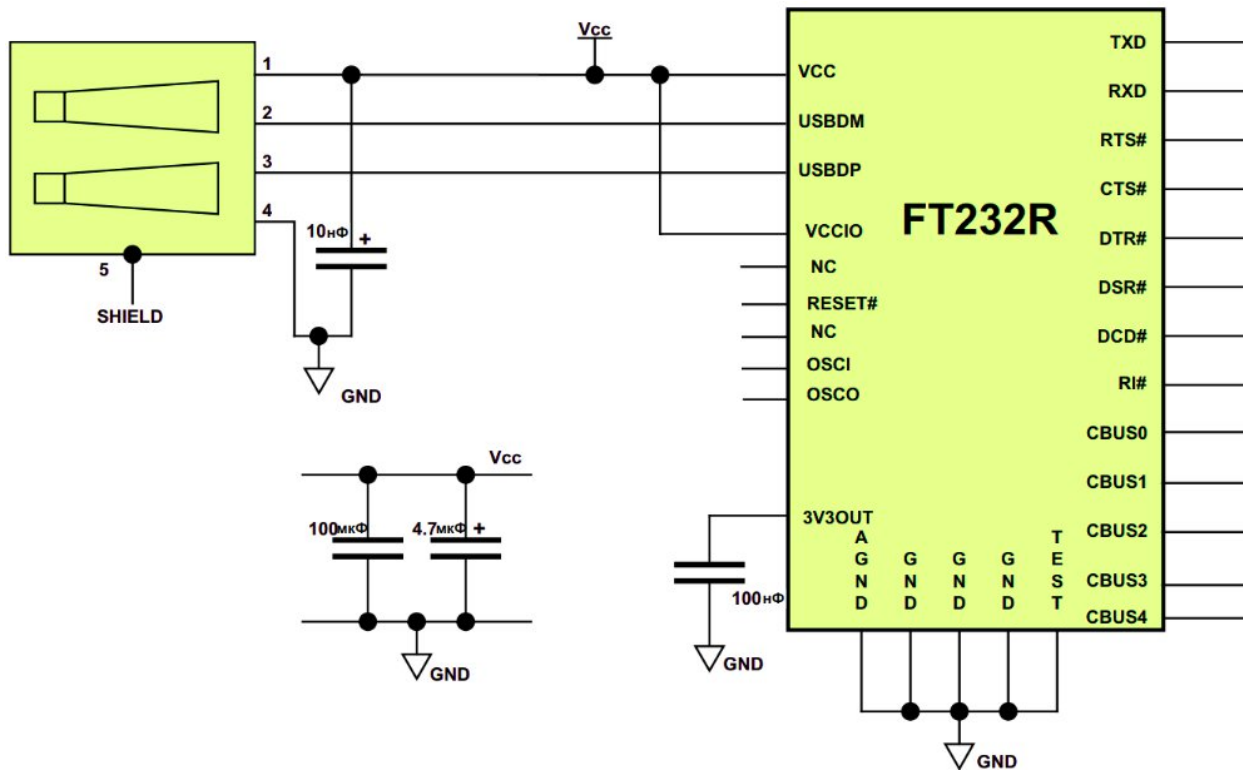 1
2
3
4
5
SHIELD
10нФ +
GND
Vcc
Vcc
100мкФ
4.7мкФ +
GND
100нФ
GND
VCC
USBDM
USBDP
VCCIO
NC
RESET#
NC
OSCI
OSCO
3V3OUT
FT232R
AGND
GND
GND
GND
TEST
GND
TXD
RXD
RTS#
CTS#
DTR#
DSR#
DCD#
RI#
CBUS0
CBUS1
CBUS2
CBUS3
CBUS4